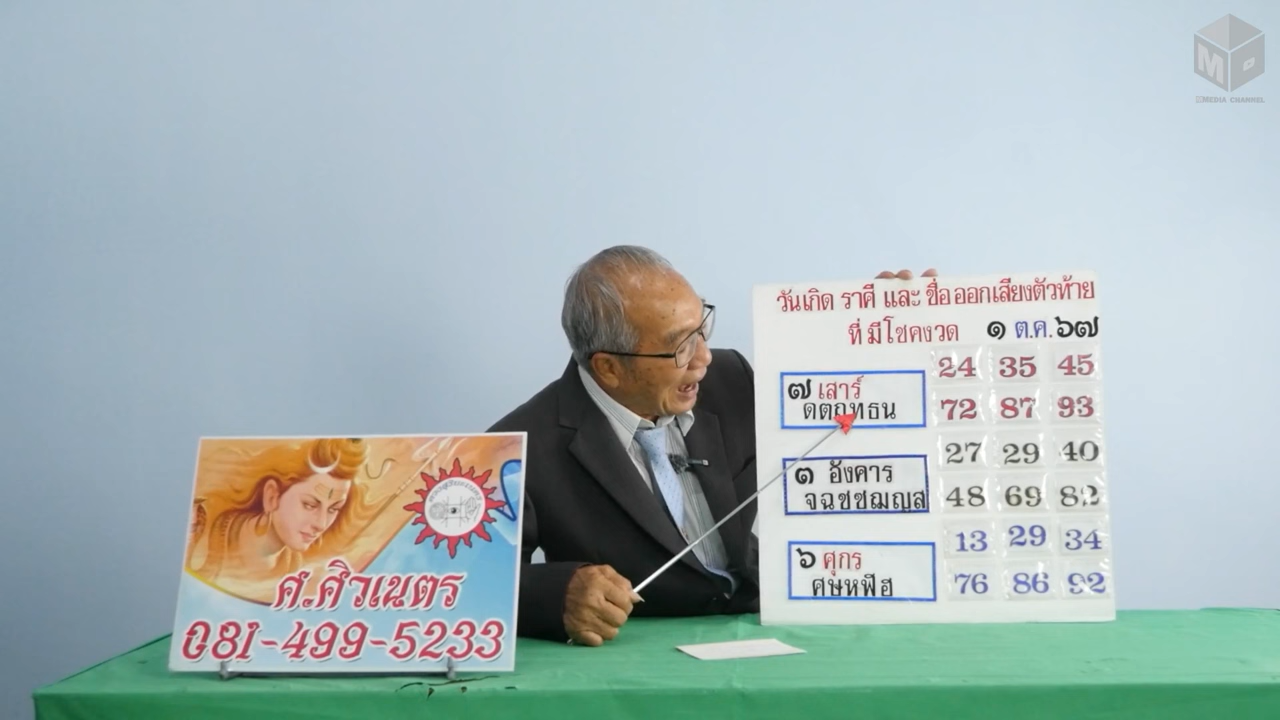 MEDIA CHANNEL
วันเกิด ราศี และ ชื่อออกเสียงตัวท้าย
ที่มีโชคงวด ๑ ต.ค.๖๗
24 35 45
๗ เสาร์
ดตถทธน
72 87 93
27 29 40
๓ อังคาร
จฉชซฌญส
48 69 82
13 29 34
๖ ศุกร
ศษหฬฮ
76 86 92
ศ.ศิวเนตร
081-499-5233